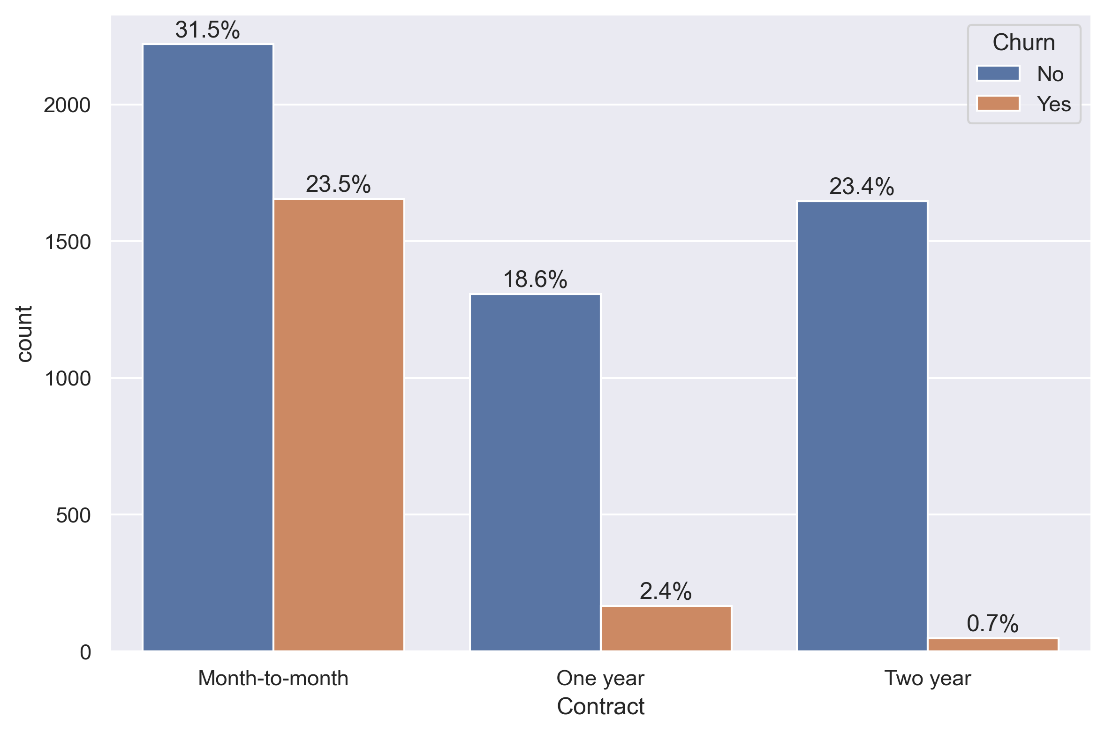 31.5%
Churn
No
Yes
2000
23.5%
23.4%
1500
18.6%
count
1000
500
2.4%
0.7%
0
Month-to-month
One year
Two year
Contract